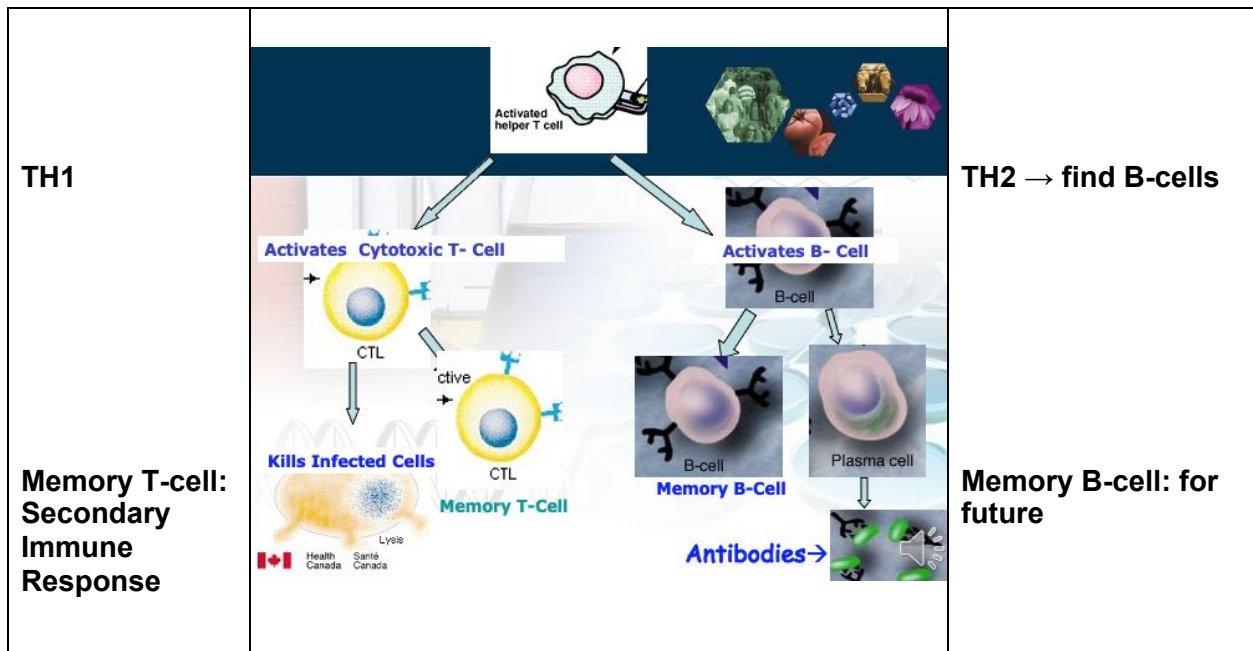 TH1
Memory T-cell:
Secondary
Immune
Response
Activated
helper T cell
Activates Cytotoxic T- Cell
CTL
ctive
CTL
Kills Infected Cells
Memory T-Cell
Lysis
Health
Canada
Santé
Canada
Activates B- Cell
B-cell
B-cell
Memory B-Cell
Plasma cell
Antibodies→
TH2 → find B-cells
Memory B-cell: for
future